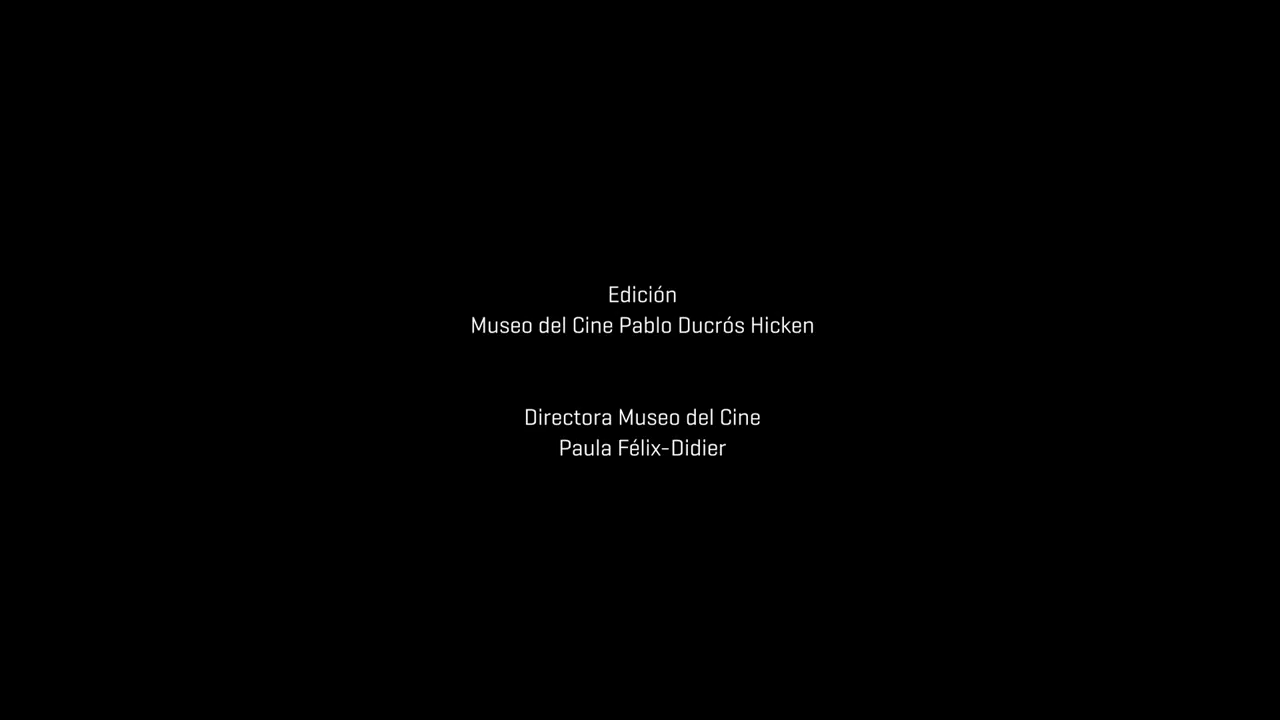 Edición
Museo del Cine Pablo Ducrós Hicken
Directora Museo del Cine
Paula Félix-Didier